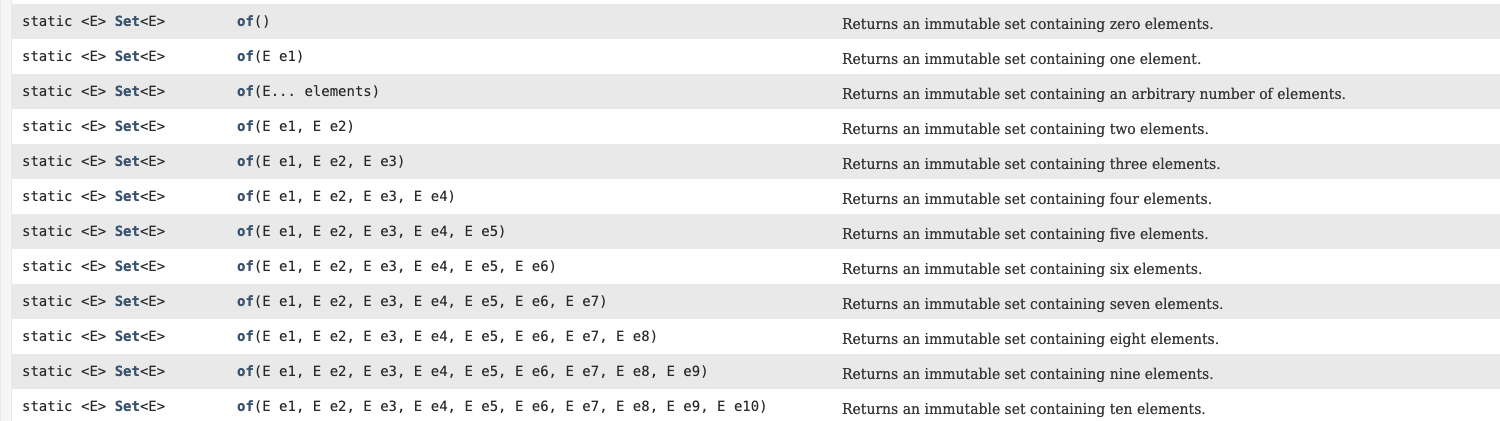 static <E> Set<E> of() Returns an immutable set containing zero elements.
static <E> Set<E> of(E e1) Returns an immutable set containing one element.
static <E> Set<E> of(E... elements) Returns an immutable set containing an arbitrary number of elements.
static <E> Set<E> of(E e1, E e2) Returns an immutable set containing two elements.
static <E> Set<E> of(E e1, E e2, E e3) Returns an immutable set containing three elements.
static <E> Set<E> of(E e1, E e2, E e3, E e4) Returns an immutable set containing four elements.
static <E> Set<E> of(E e1, E e2, E e3, E e4, E e5) Returns an immutable set containing five elements.
static <E> Set<E> of(E e1, E e2, E e3, E e4, E e5, E e6) Returns an immutable set containing six elements.
static <E> Set<E> of(E e1, E e2, E e3, E e4, E e5, E e6, E e7) Returns an immutable set containing seven elements.
static <E> Set<E> of(E e1, E e2, E e3, E e4, E e5, E e6, E e7, E e8) Returns an immutable set containing eight elements.
static <E> Set<E> of(E e1, E e2, E e3, E e4, E e5, E e6, E e7, E e8, E e9) Returns an immutable set containing nine elements.
static <E> Set<E> of(E e1, E e2, E e3, E e4, E e5, E e6, E e7, E e8, E e9, E e10) Returns an immutable set containing ten elements.